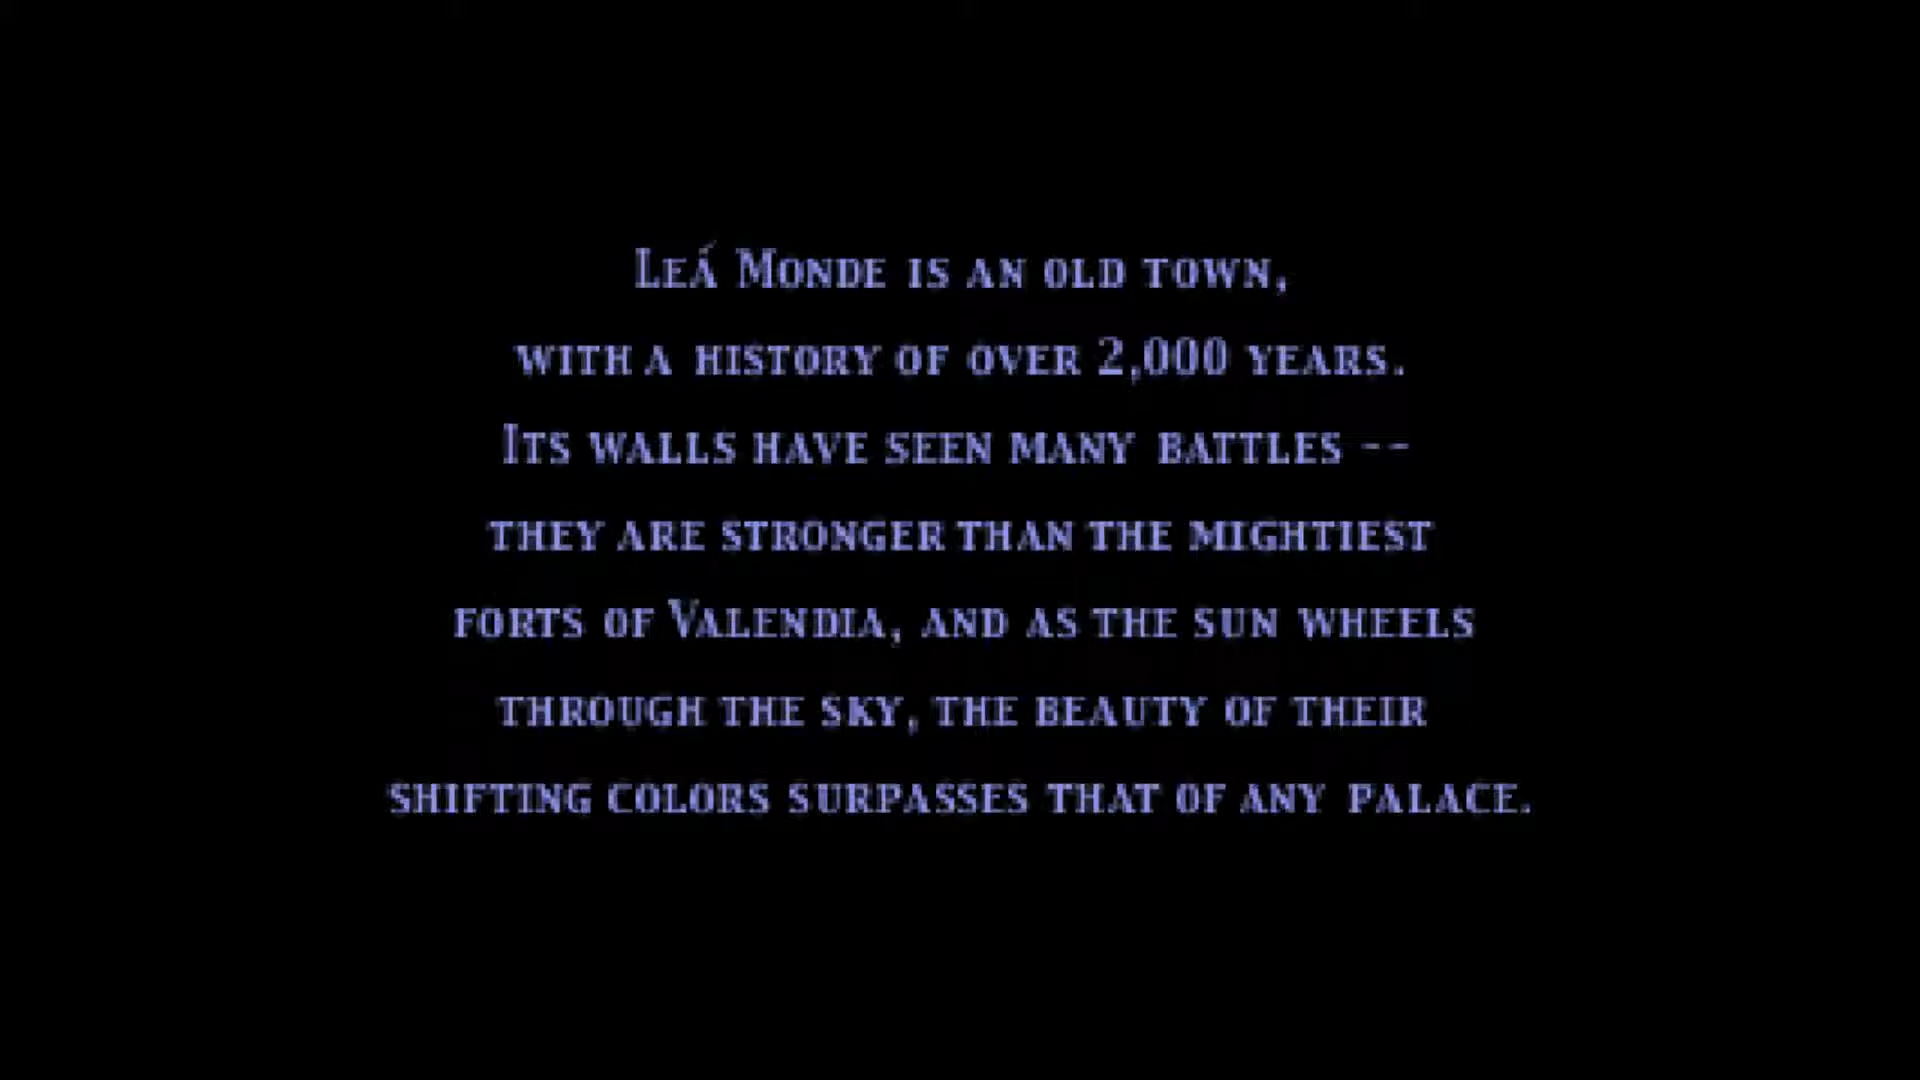 Leá Monde is an old town,
with a history of over 2,000 years.
Its walls have seen many battles --
they are stronger than the mightiest
forts of Valendia, and as the sun wheels
through the sky, the beauty of their
shifting colors surpasses that of any palace.